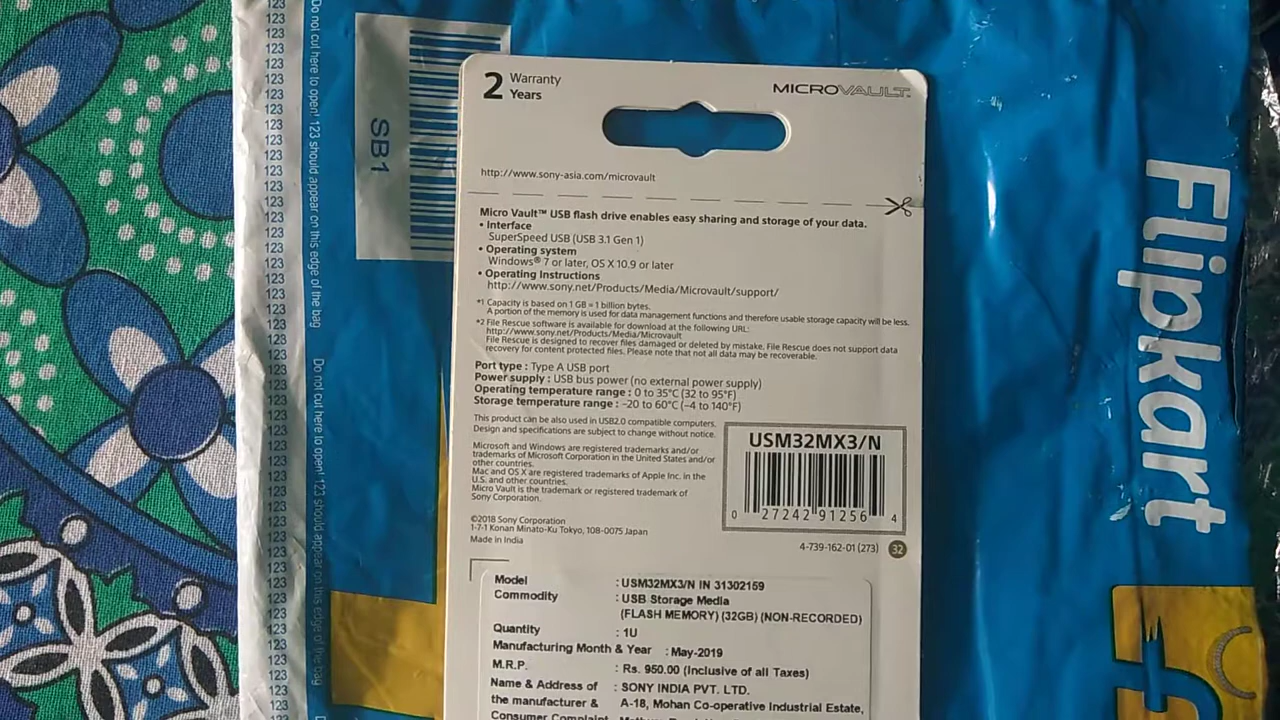 123
Do not cut here to open! 123 should appear on this edge of the bag
Do not cut here to open! 123 should appear on this edge of the bag
SB1
Flipkart
2 Warranty
Years
MICROVAULT
http://www.sony-asia.com/microvault
Micro Vault™ USB flash drive enables easy sharing and storage of your data.
• Interface
SuperSpeed USB (USB 3.1 Gen 1)
• Operating system
Windows® 7 or later, OS X 10.9 or later
• Operating Instructions
http://www.sony.net/Products/Media/Microvault/support/
*1 Capacity is based on 1 GB = 1 billion bytes.
A portion of the memory is used for data management functions and therefore usable storage capacity will be less.
*2 File Rescue software is available for download at the following URL:
http://www.sony.net/Products/Media/Microvault
File Rescue is designed to recover files damaged or deleted by mistake. File Rescue does not support data
recovery for content protected files. Please note that not all data may be recoverable.
Port type : Type A USB port
Power supply : USB bus power (no external power supply)
Operating temperature range : 0 to 35°C (32 to 95°F)
Storage temperature range : –20 to 60°C (–4 to 140°F)
This product can be also used in USB2.0 compatible computers.
Design and specifications are subject to change without notice.
Microsoft and Windows are registered trademarks and/or
trademarks of Microsoft Corporation in the United States and/or
other countries.
Mac and OS X are registered trademarks of Apple Inc. in the
U.S. and other countries.
Micro Vault is the trademark or registered trademark of
Sony Corporation.
USM32MX3/N
0 27242 91256 4
©2018 Sony Corporation
1-7-1 Konan Minato-Ku Tokyo, 108-0075 Japan
Made in India
4-739-162-01 (273) 32
Model : USM32MX3/N IN 31302159
Commodity : USB Storage Media
(FLASH MEMORY) (32GB) (NON-RECORDED)
Quantity : 1U
Manufacturing Month & Year : May-2019
M.R.P. : Rs. 950.00 (Inclusive of all Taxes)
Name & Address of : SONY INDIA PVT. LTD.
the manufacturer & A-18, Mohan Co-operative Industrial Estate,
Consumer Complaint